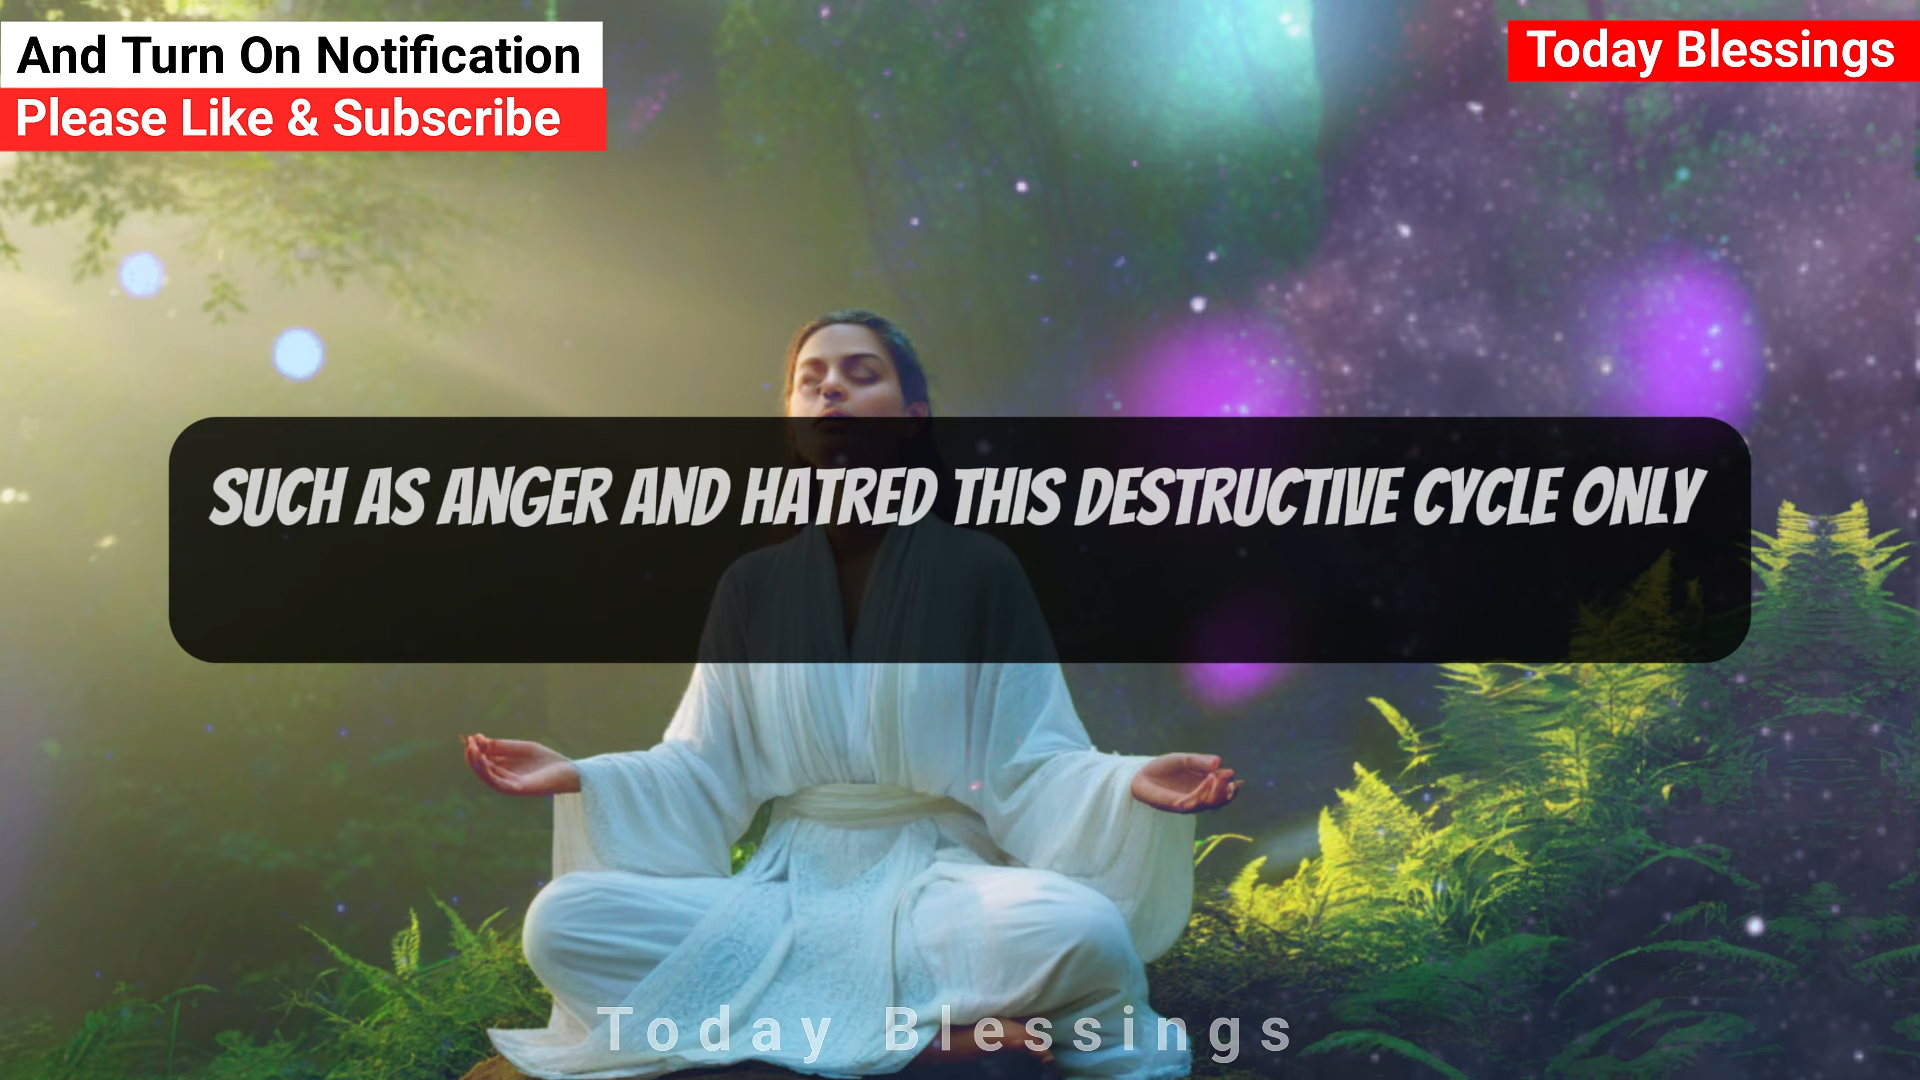 And Turn On Notification
Please Like & Subscribe
Today Blessings
SUCH AS ANGER AND HATRED THIS DESTRUCTIVE CYCLE ONLY
Today Blessings